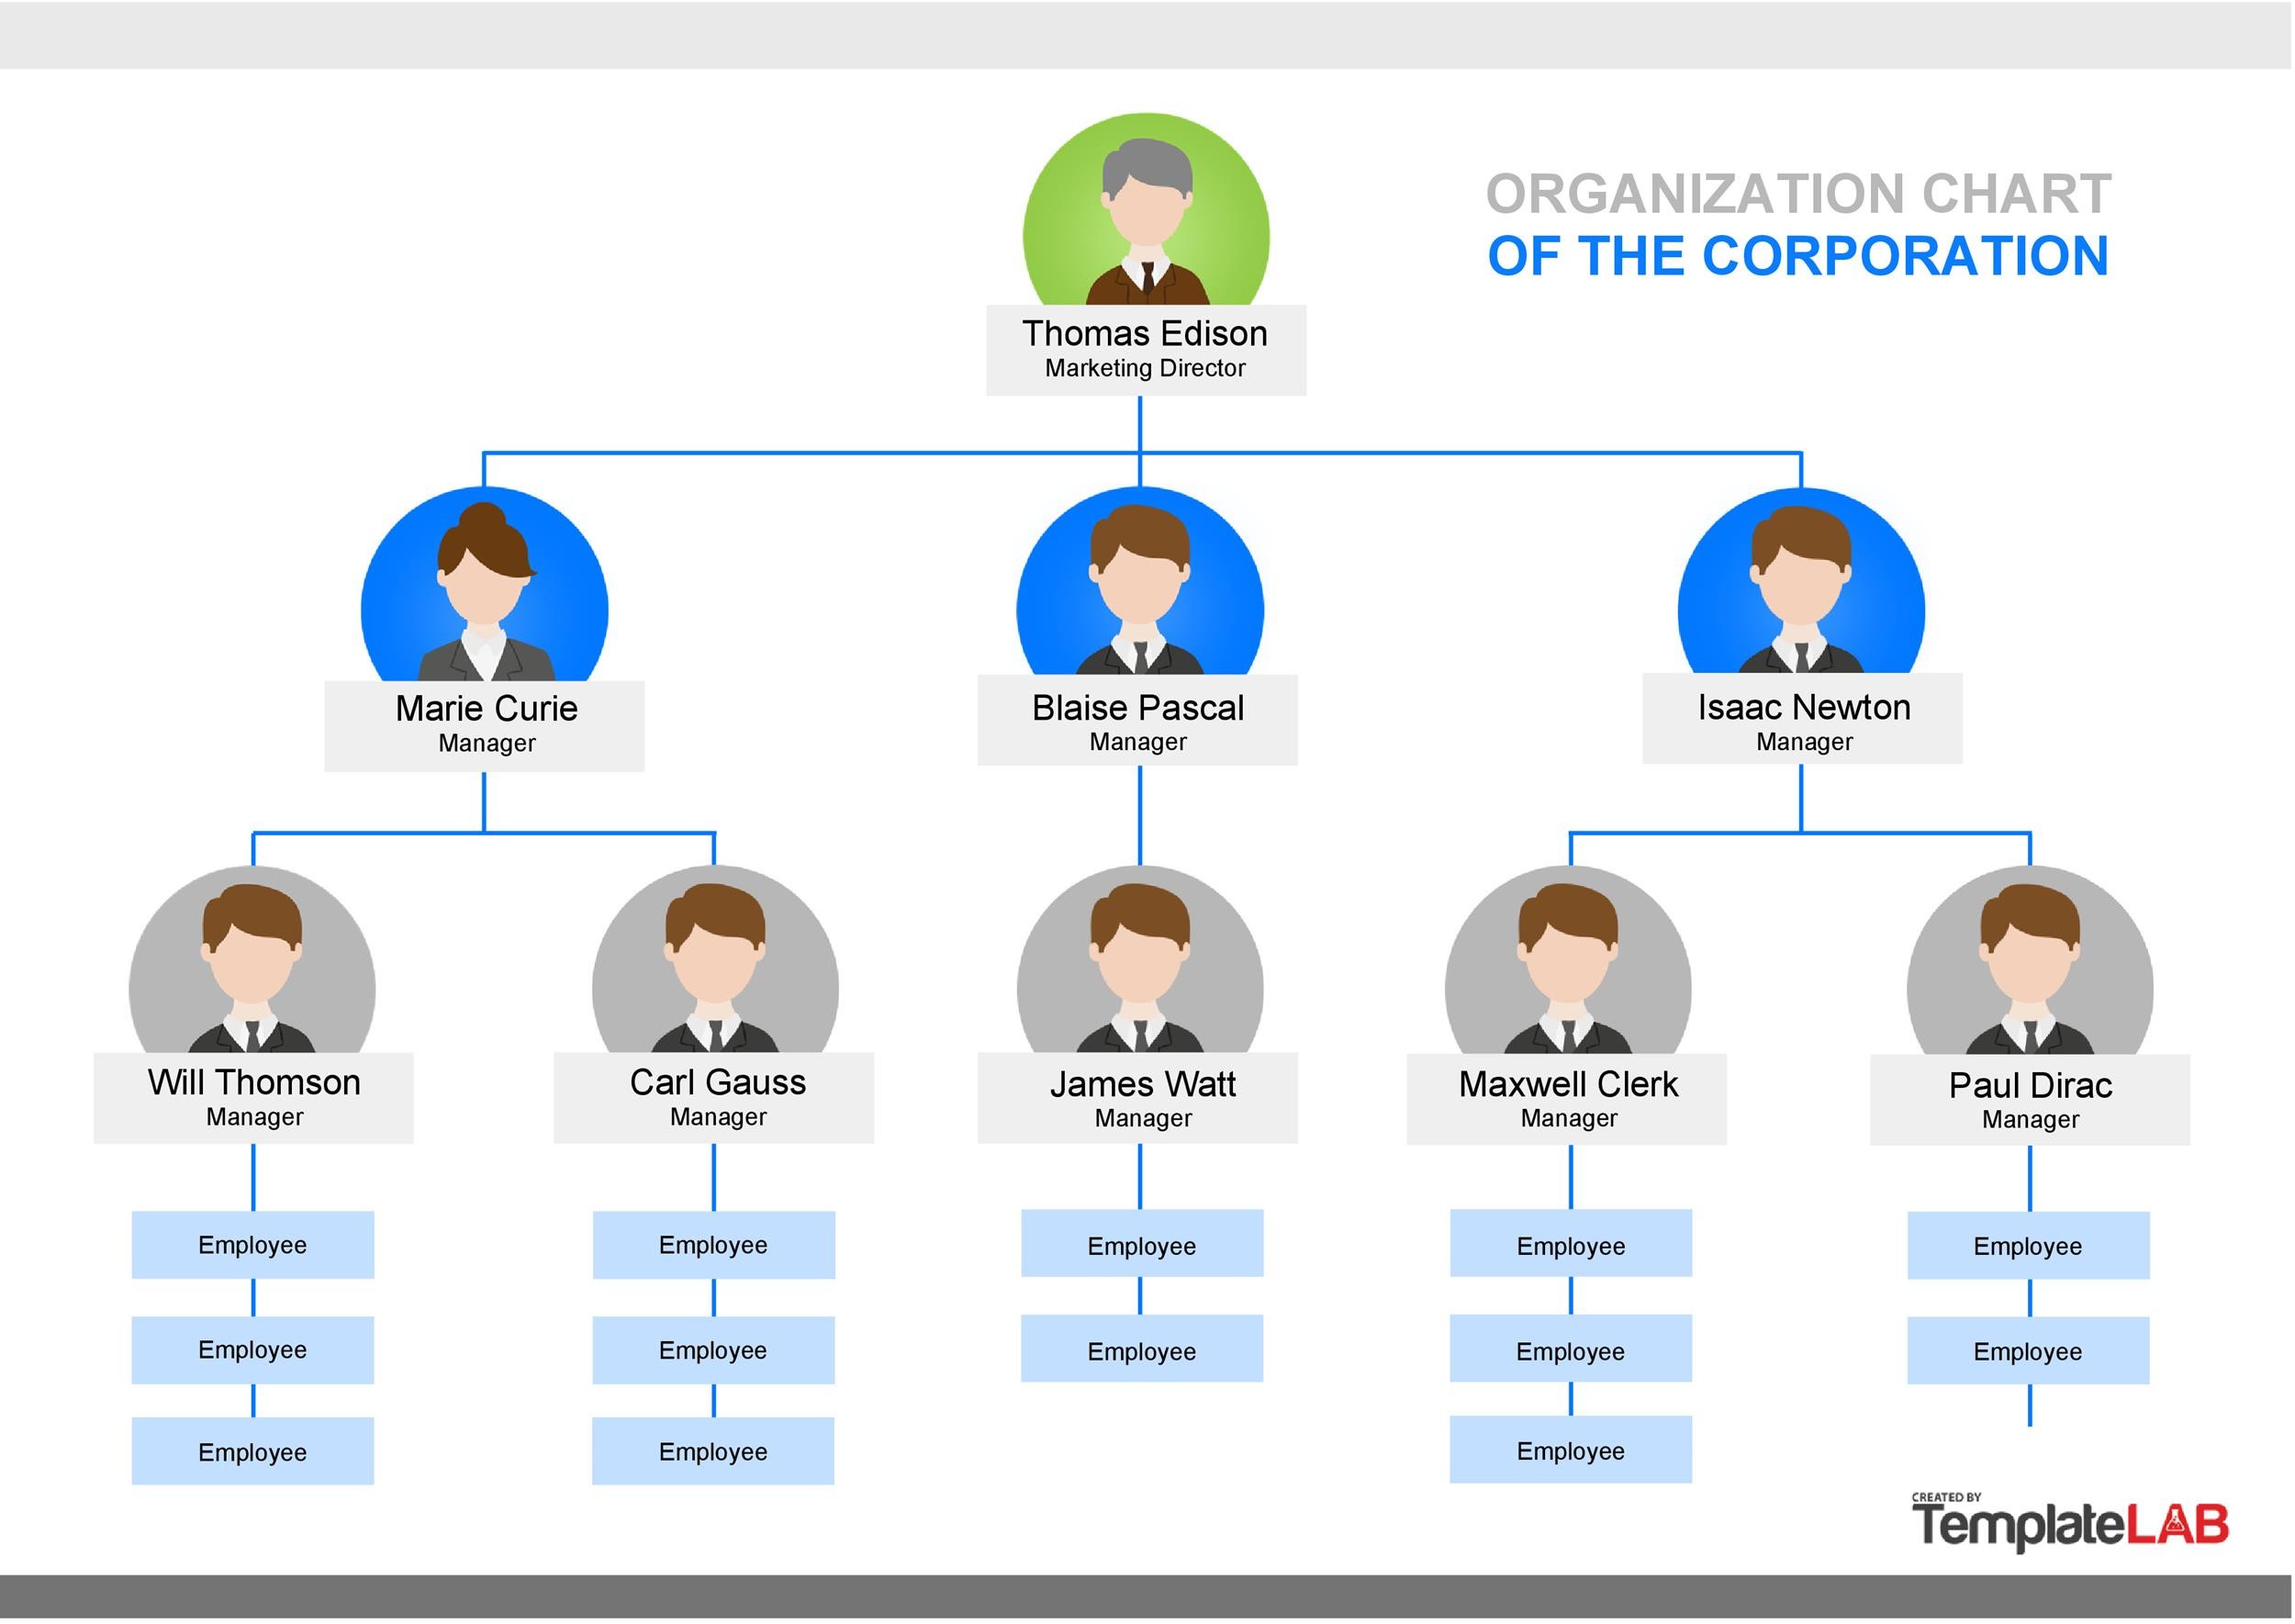 ORGANIZATION CHART
OF THE CORPORATION
Thomas Edison
Marketing Director
Marie Curie
Manager
Blaise Pascal
Manager
Isaac Newton
Manager
Will Thomson
Manager
Carl Gauss
Manager
James Watt
Manager
Maxwell Clerk
Manager
Paul Dirac
Manager
Employee
Employee
Employee
Employee
Employee
Employee
Employee
Employee
Employee
Employee
Employee
Employee
Employee
CREATED BY
TemplateLAB